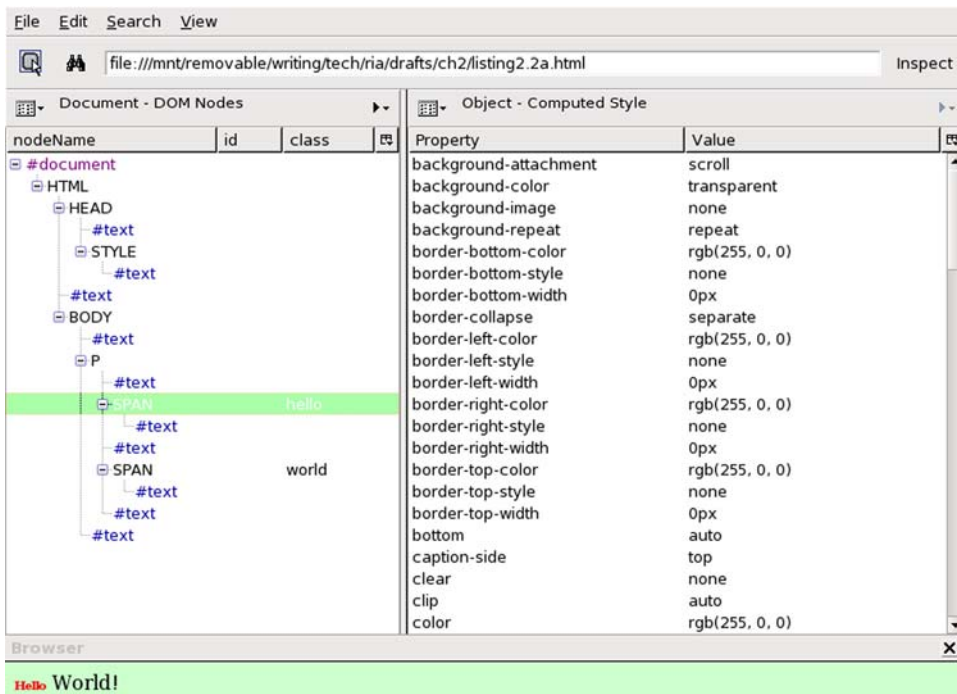 File Edit Search View
file:///mnt/removable/writing/tech/ria/drafts/ch2/listing2.2a.html Inspect
Document - DOM Nodes
nodeName id class
#document
HTML
HEAD
#text
STYLE
#text
#text
BODY
#text
P
#text
SPAN hello
#text
#text
SPAN world
#text
#text
#text
Object - Computed Style
Property Value
background-attachment scroll
background-color transparent
background-image none
background-repeat repeat
border-bottom-color rgb(255, 0, 0)
border-bottom-style none
border-bottom-width 0px
border-collapse separate
border-left-color rgb(255, 0, 0)
border-left-style none
border-left-width 0px
border-right-color rgb(255, 0, 0)
border-right-style none
border-right-width 0px
border-top-color rgb(255, 0, 0)
border-top-style none
border-top-width 0px
bottom auto
caption-side top
clear none
clip auto
color rgb(255, 0, 0)
Browser
Hello World!